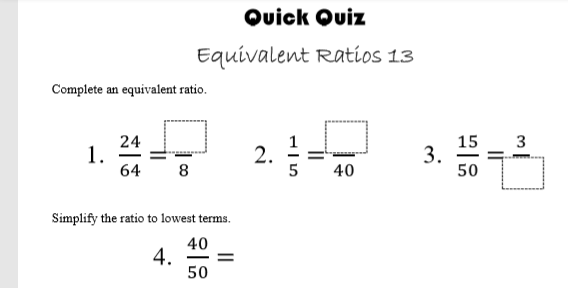 Quick Quiz
Equivalent Ratios 13
Complete an equivalent ratio.
1. 24/64 = /8 2. 1/5 = /40 3. 15/50 = 3/
Simplify the ratio to lowest terms.
4. 40/50 =